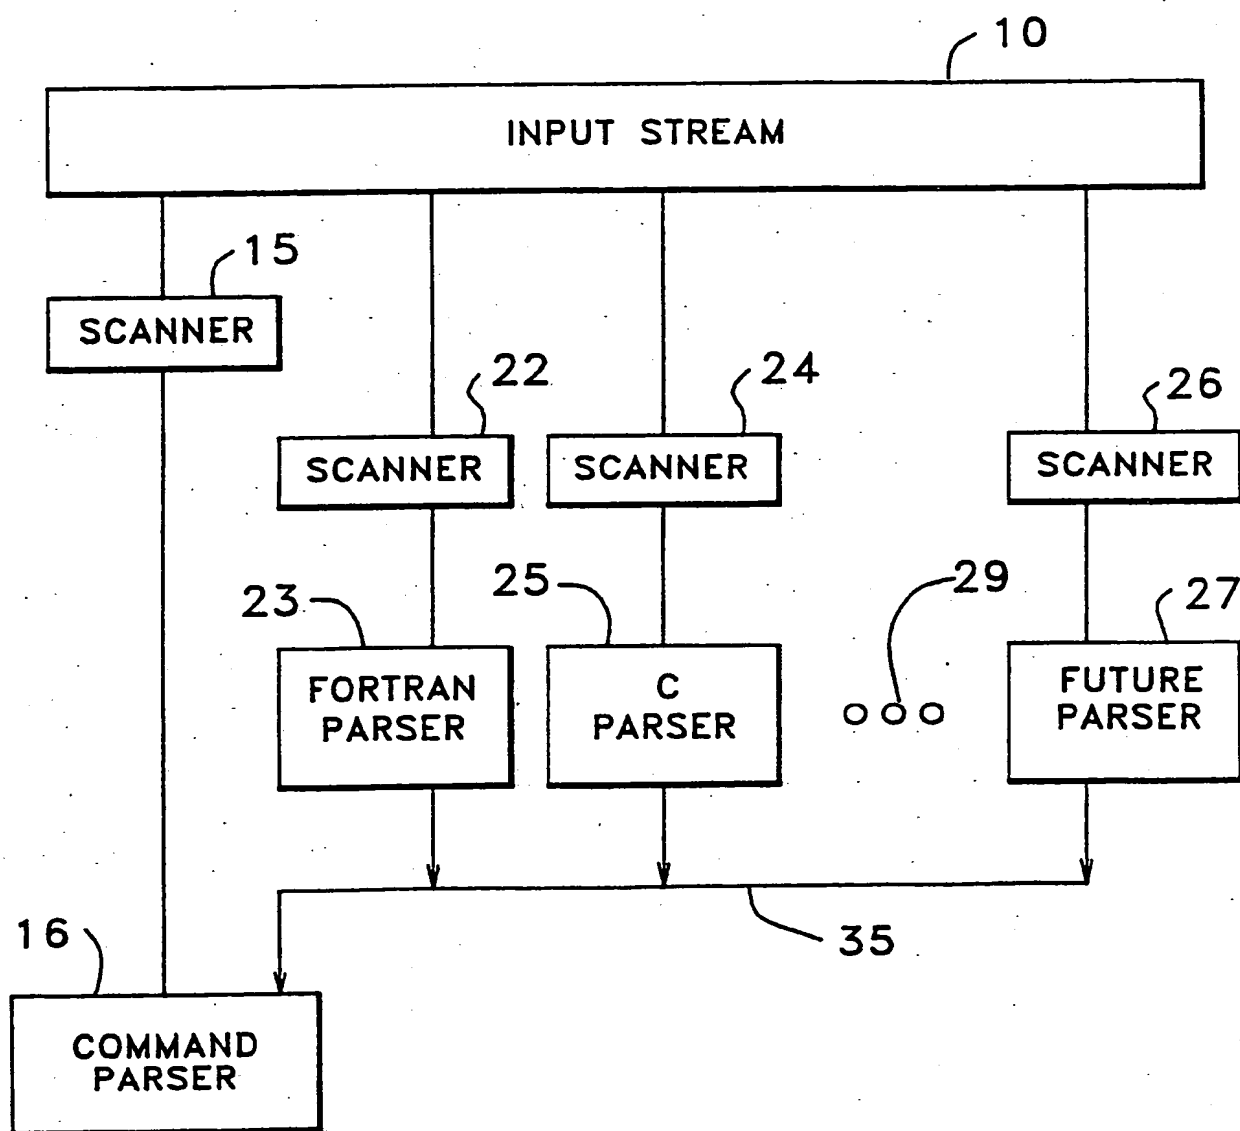 10
INPUT STREAM
15
SCANNER
22
SCANNER
24
SCANNER
26
SCANNER
23
FORTRAN
PARSER
25
C
PARSER
29
27
FUTURE
PARSER
35
16
COMMAND
PARSER